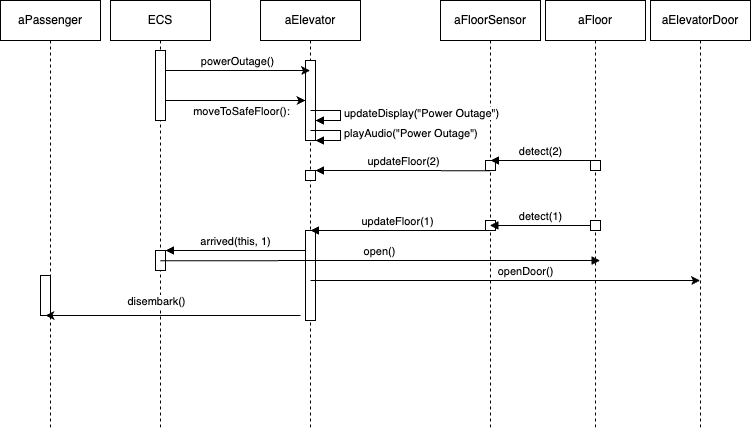 aPassenger
ECS
aElevator
aFloorSensor
aFloor
aElevatorDoor
powerOutage()
moveToSafeFloor():
updateDisplay("Power Outage")
playAudio("Power Outage")
detect(2)
updateFloor(2)
detect(1)
updateFloor(1)
arrived(this, 1)
open()
openDoor()
disembark()